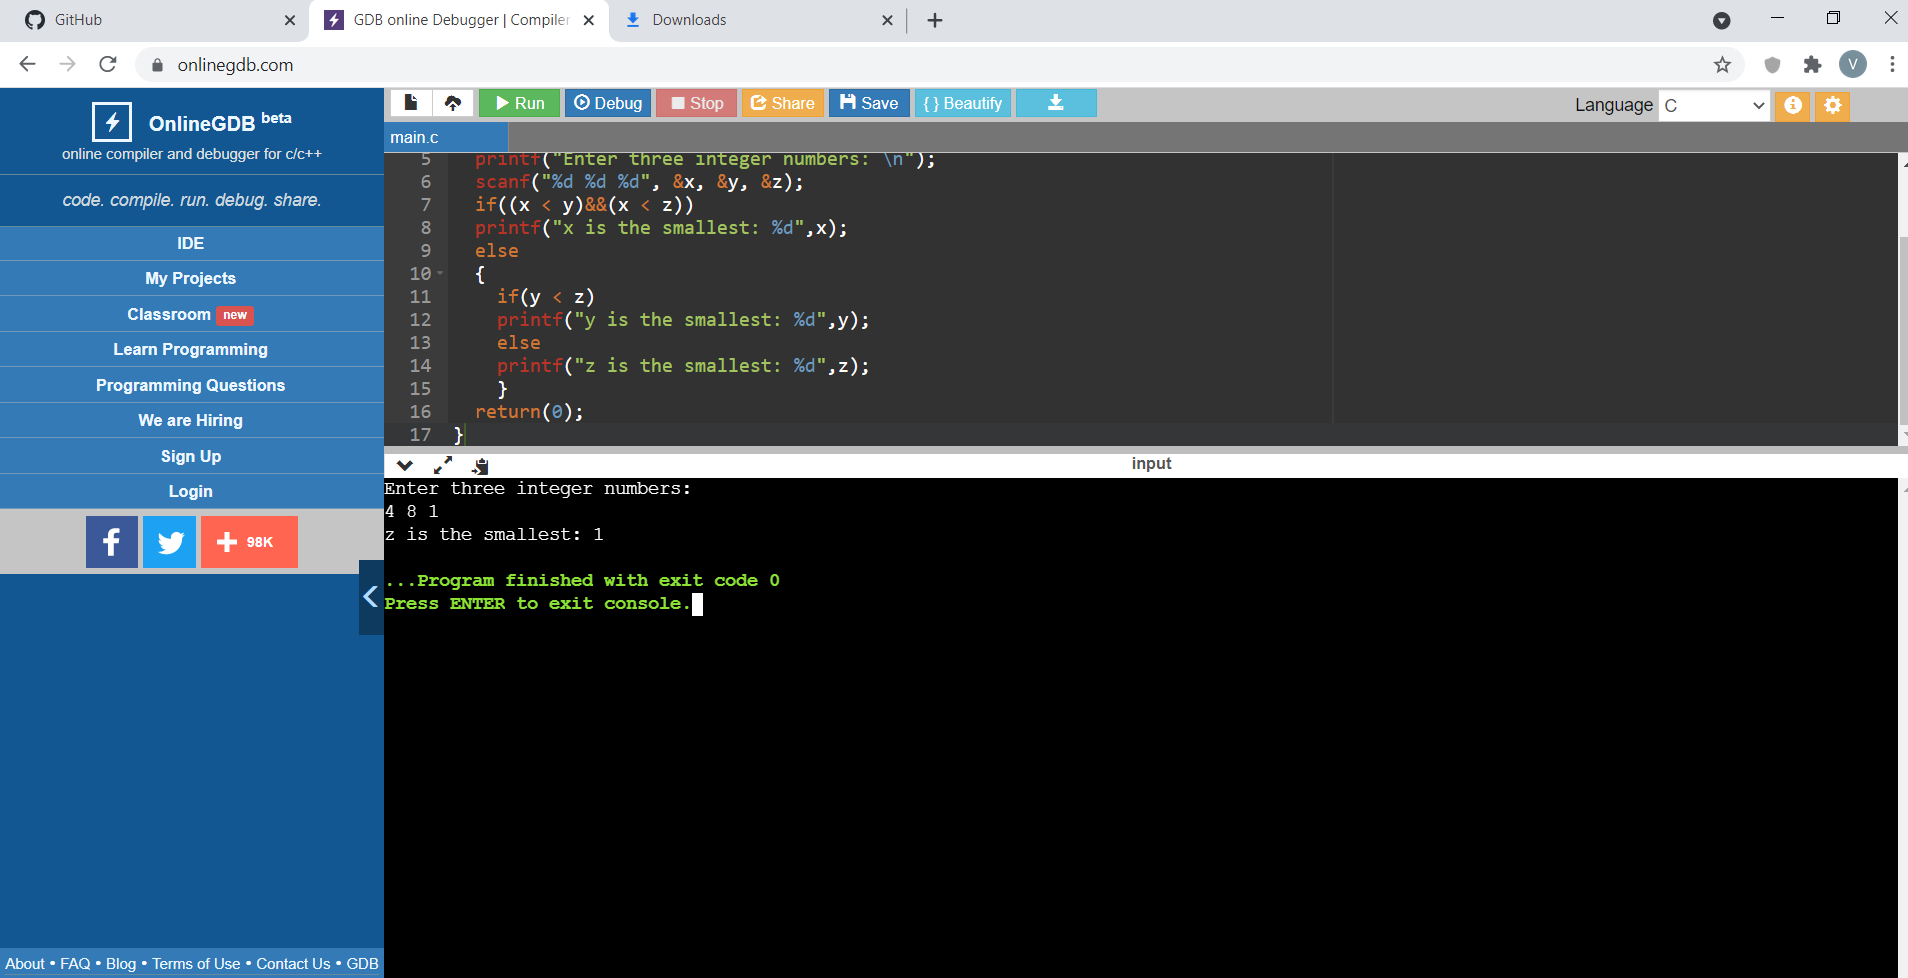 GitHub
GDB online Debugger | Compiler
Downloads
onlinegdb.com
V
OnlineGDB beta
online compiler and debugger for c/c++
code. compile. run. debug. share.
IDE
My Projects
Classroom new
Learn Programming
Programming Questions
We are Hiring
Sign Up
Login
98K
About • FAQ • Blog • Terms of Use • Contact Us • GDB
Run Debug Stop Share Save { } Beautify
Language C
main.c
5 printf("Enter three integer numbers: \n");
6 scanf("%d %d %d", &x, &y, &z);
7 if((x < y)&&(x < z))
8 printf("x is the smallest: %d",x);
9 else
10 {
11 if(y < z)
12 printf("y is the smallest: %d",y);
13 else
14 printf("z is the smallest: %d",z);
15 }
16 return(0);
17 }
input
Enter three integer numbers:
4 8 1
z is the smallest: 1
...Program finished with exit code 0
Press ENTER to exit console.